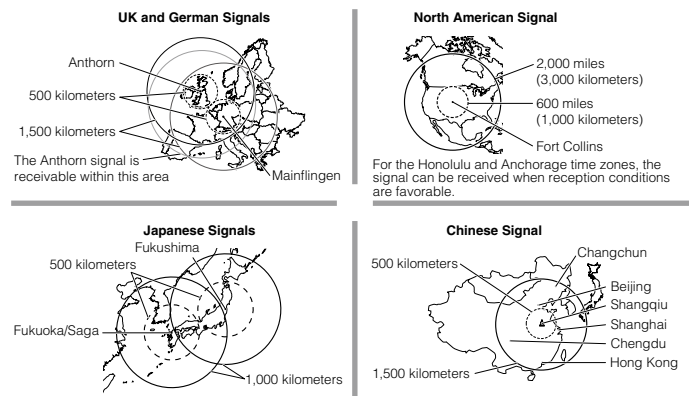 UK and German Signals
Anthorn
500 kilometers
1,500 kilometers
The Anthorn signal is
receivable within this area
Mainflingen
North American Signal
2,000 miles
(3,000 kilometers)
600 miles
(1,000 kilometers)
Fort Collins
For the Honolulu and Anchorage time zones, the
signal can be received when reception conditions
are favorable.
Japanese Signals
Fukushima
500 kilometers
Fukuoka/Saga
1,000 kilometers
Chinese Signal
Changchun
500 kilometers
Beijing
Shangqiu
Shanghai
Chengdu
Hong Kong
1,500 kilometers